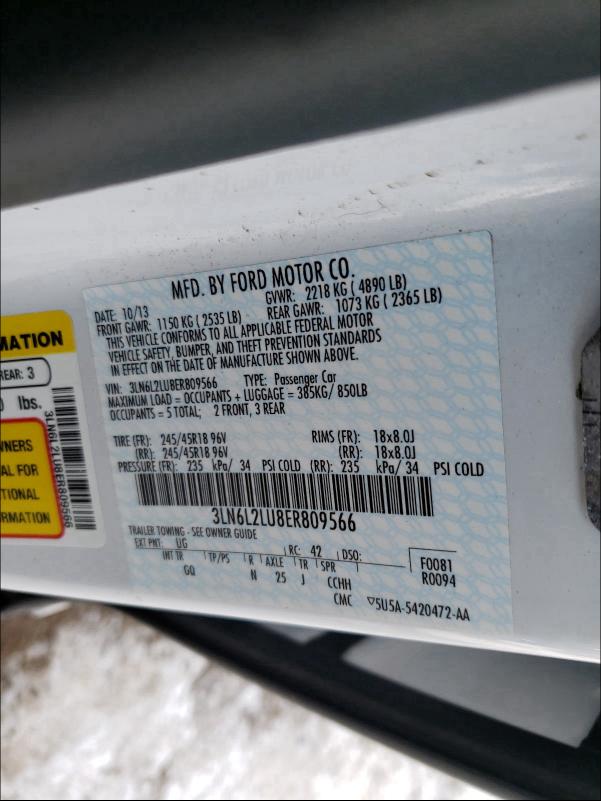 MFD. BY FORD MOTOR CO.
DATE: 10/13 GVWR: 2218 KG ( 4890 LB)
FRONT GAWR: 1150 KG ( 2535 LB) REAR GAWR: 1073 KG ( 2365 LB)
THIS VEHICLE CONFORMS TO ALL APPLICABLE FEDERAL MOTOR
VEHICLE SAFETY, BUMPER, AND THEFT PREVENTION STANDARDS
IN EFFECT ON THE DATE OF MANUFACTURE SHOWN ABOVE.
VIN: 3LN6L2LU8ER809566 TYPE: Passenger Car
MAXIMUM LOAD = OCCUPANTS + LUGGAGE = 385KG/ 850LB
OCCUPANTS = 5 TOTAL; 2 FRONT, 3 REAR
TIRE (FR): 245/45R18 96V RIMS (FR): 18x8.0J
(RR): 245/45R18 96V (RR): 18x8.0J
PRESSURE (FR): 235 kPa/ 34 PSI COLD (RR): 235 kPa/ 34 PSI COLD
3LN6L2LU8ER809566
TRAILER TOWING - SEE OWNER GUIDE
EXT PNT: UG RC: 42 DSO:
INT TR TP/PS R AXLE TR SPR
GQ N 25 J CCHH
F0081
R0094
CMC ▽5U5A-5420472-AA
MATION
REAR: 3
0 lbs.
3LN6L2LU8ER809566
WNERS
AL FOR
TIONAL
RMATION